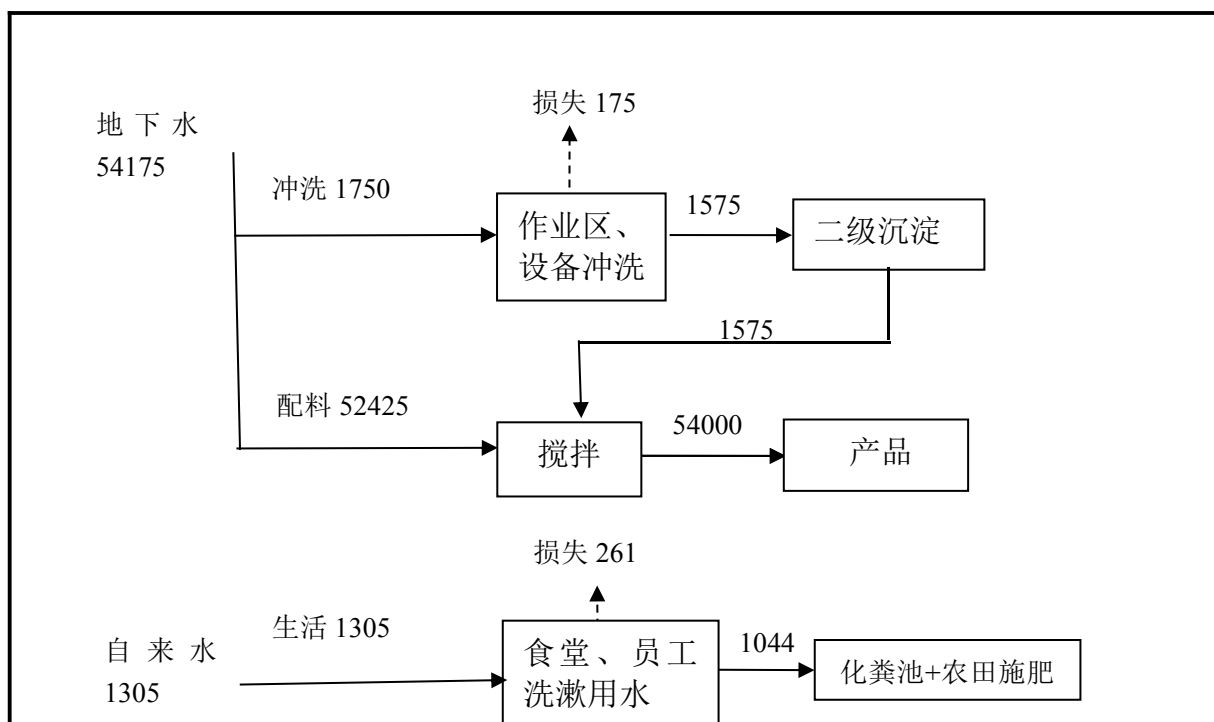 损失 175
地下水
54175
冲洗 1750
作业区、
设备冲洗
1575
二级沉淀
1575
配料 52425
搅拌
54000
产品
损失 261
自来水
1305
生活 1305
食堂、员工
洗漱用水
1044
化粪池+农田施肥